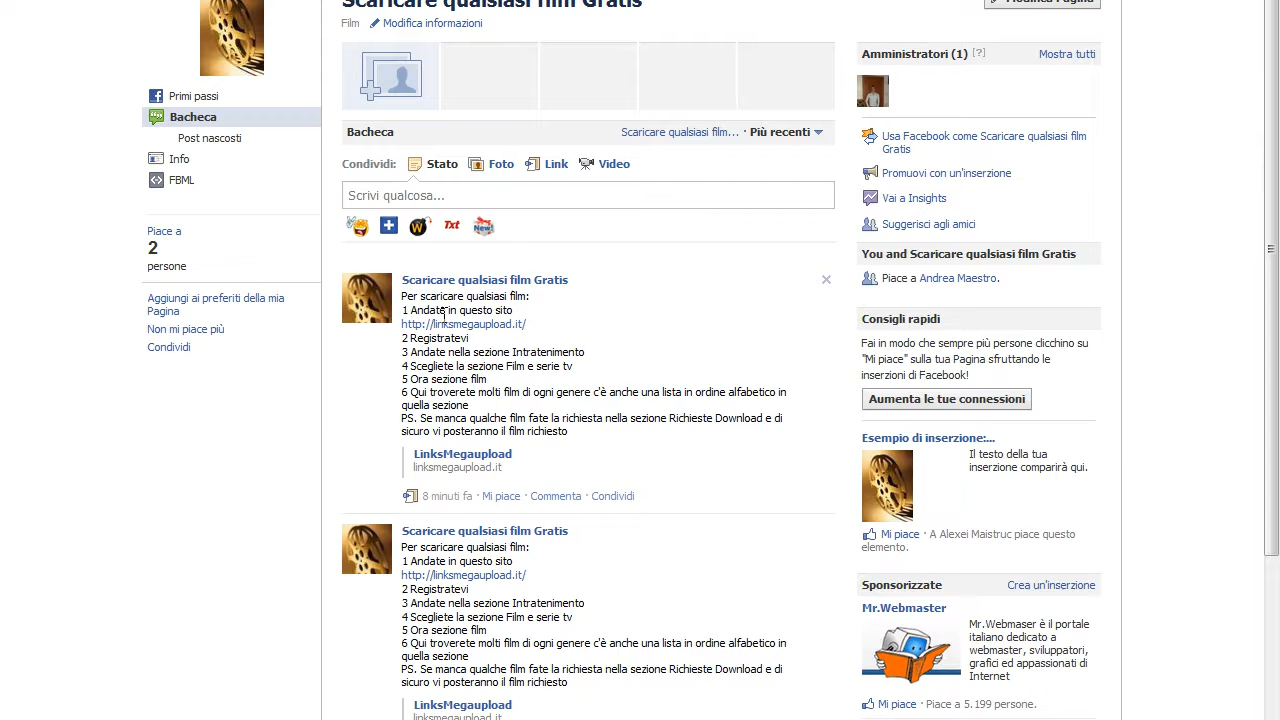 Scaricare qualsiasi film Gratis
Film Modifica informazioni
Modifica Pagina
Primi passi
Bacheca
Post nascosti
Info
FBML
Piace a
2
persone
Aggiungi ai preferiti della mia
Pagina
Non mi piace più
Condividi
Bacheca
Scaricare qualsiasi film... · Più recenti
Condividi: Stato Foto Link Video
Scrivi qualcosa...
W Txt New!
Scaricare qualsiasi film Gratis
Per scaricare qualsiasi film:
1 Andate in questo sito
http://linksmegaupload.it/
2 Registratevi
3 Andate nella sezione Intratenimento
4 Scegliete la sezione Film e serie tv
5 Ora sezione film
6 Qui troverete molti film di ogni genere c'è anche una lista in ordine alfabetico in
quella sezione
PS. Se manca qualche film fate la richiesta nella sezione Richieste Download e di
sicuro vi posteranno il film richiesto
LinksMegaupload
linksmegaupload.it
8 minuti fa · Mi piace · Commenta · Condividi
Scaricare qualsiasi film Gratis
Per scaricare qualsiasi film:
1 Andate in questo sito
http://linksmegaupload.it/
2 Registratevi
3 Andate nella sezione Intratenimento
4 Scegliete la sezione Film e serie tv
5 Ora sezione film
6 Qui troverete molti film di ogni genere c'è anche una lista in ordine alfabetico in
quella sezione
PS. Se manca qualche film fate la richiesta nella sezione Richieste Download e di
sicuro vi posteranno il film richiesto
LinksMegaupload
linksmegaupload.it
Amministratori (1) [?] Mostra tutti
Usa Facebook come Scaricare qualsiasi film
Gratis
Promuovi con un'inserzione
Vai a Insights
Suggerisci agli amici
You and Scaricare qualsiasi film Gratis
Piace a Andrea Maestro.
Consigli rapidi
Fai in modo che sempre più persone clicchino su
"Mi piace" sulla tua Pagina sfruttando le
inserzioni di Facebook!
Aumenta le tue connessioni
Esempio di inserzione:...
Il testo della tua
inserzione comparirà qui.
Mi piace · A Alexei Maistruc piace questo
elemento.
Sponsorizzate Crea un'inserzione
Mr.Webmaster
Mr.Webmaser è il portale
italiano dedicato a
webmaster, sviluppatori,
grafici ed appassionati di
Internet
Mi piace · Piace a 5.199 persone.